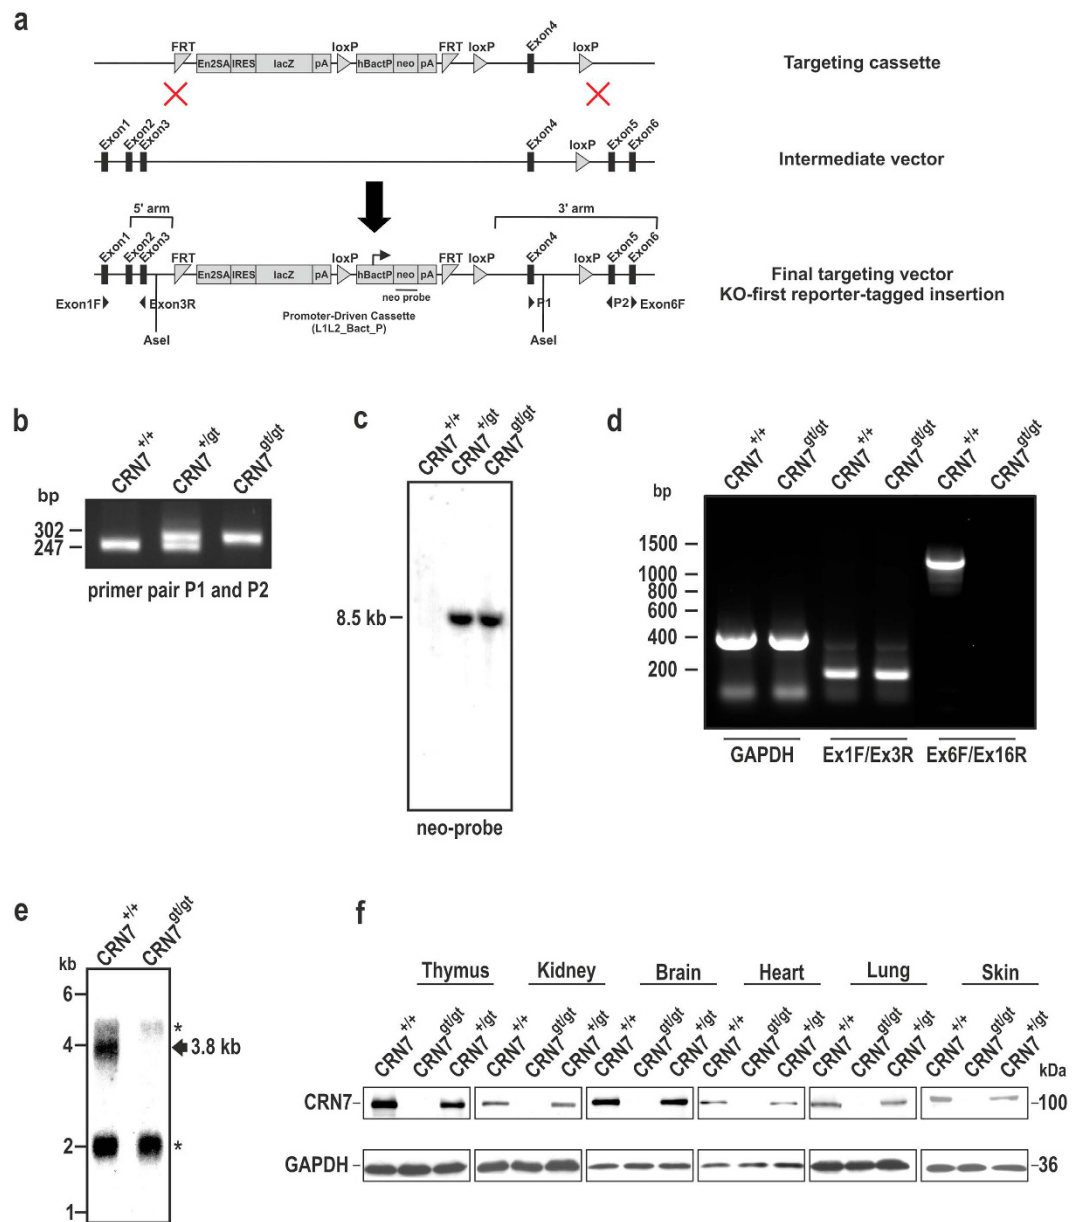 a
FRT loxP FRT loxP Exon4 loxP
En2SA IRES lacZ pA hBactP neo pA
Targeting cassette
Exon1 Exon2 Exon3 Exon4 loxP Exon5 Exon6
Intermediate vector
5' arm 3' arm
Exon1 Exon2 Exon3 FRT loxP FRT loxP Exon4 loxP Exon5 Exon6
En2SA IRES lacZ pA hBactP neo pA
Final targeting vector
KO-first reporter-tagged insertion
Exon1F Exon3R neo probe P1 P2 Exon6F
Promoter-Driven Cassette
(L1L2_Bact_P)
AseI AseI
b
CRN7+/+ CRN7+/gt CRN7gt/gt
bp
302
247
primer pair P1 and P2
c
CRN7+/+ CRN7+/gt CRN7gt/gt
8.5 kb
neo-probe
d
CRN7+/+ CRN7gt/gt CRN7+/+ CRN7gt/gt CRN7+/+ CRN7gt/gt
bp
1500
1000
800
600
400
200
GAPDH Ex1F/Ex3R Ex6F/Ex16R
e
CRN7+/+ CRN7gt/gt
kb
6
*
4 3.8 kb
2 *
1
f
Thymus Kidney Brain Heart Lung Skin
CRN7+/+ CRN7gt/gt CRN7+/gt CRN7+/+ CRN7gt/gt CRN7+/gt CRN7+/+ CRN7gt/gt CRN7+/gt CRN7+/+ CRN7gt/gt CRN7+/gt CRN7+/+ CRN7gt/gt CRN7+/gt CRN7+/+ CRN7gt/gt CRN7+/gt
kDa
CRN7 100
GAPDH 36